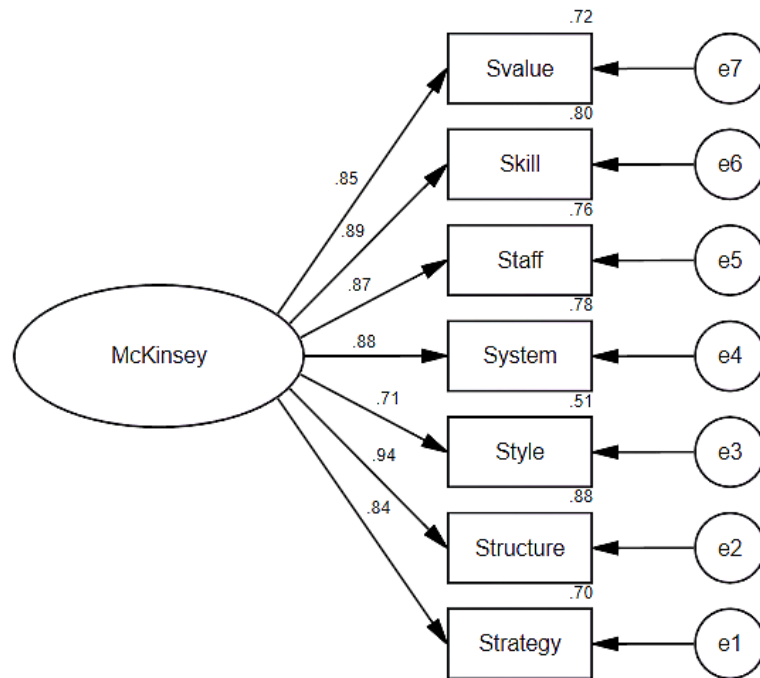 .72
Svalue
e7
.80
.85
Skill
e6
.76
.89
Staff
e5
.87
.78
McKinsey
.88
System
e4
.51
.71
Style
e3
.94
.88
.84
Structure
e2
.70
Strategy
e1